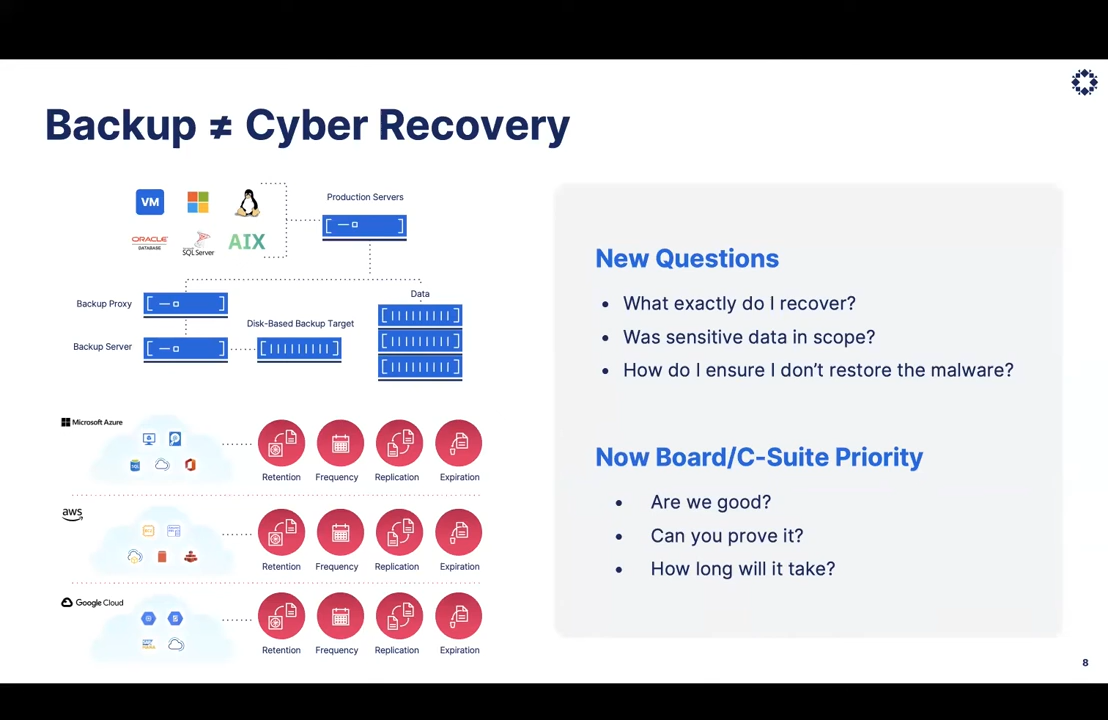 Backup ≠ Cyber Recovery
VM
ORACLE
DATABASE
SQL Server
AIX
Production Servers
Backup Proxy
Backup Server
Disk-Based Backup Target
Data
Microsoft Azure
Retention
Frequency
Replication
Expiration
aws
Retention
Frequency
Replication
Expiration
Google Cloud
Retention
Frequency
Replication
Expiration
New Questions
• What exactly do I recover?
• Was sensitive data in scope?
• How do I ensure I don’t restore the malware?
Now Board/C-Suite Priority
• Are we good?
• Can you prove it?
• How long will it take?
8